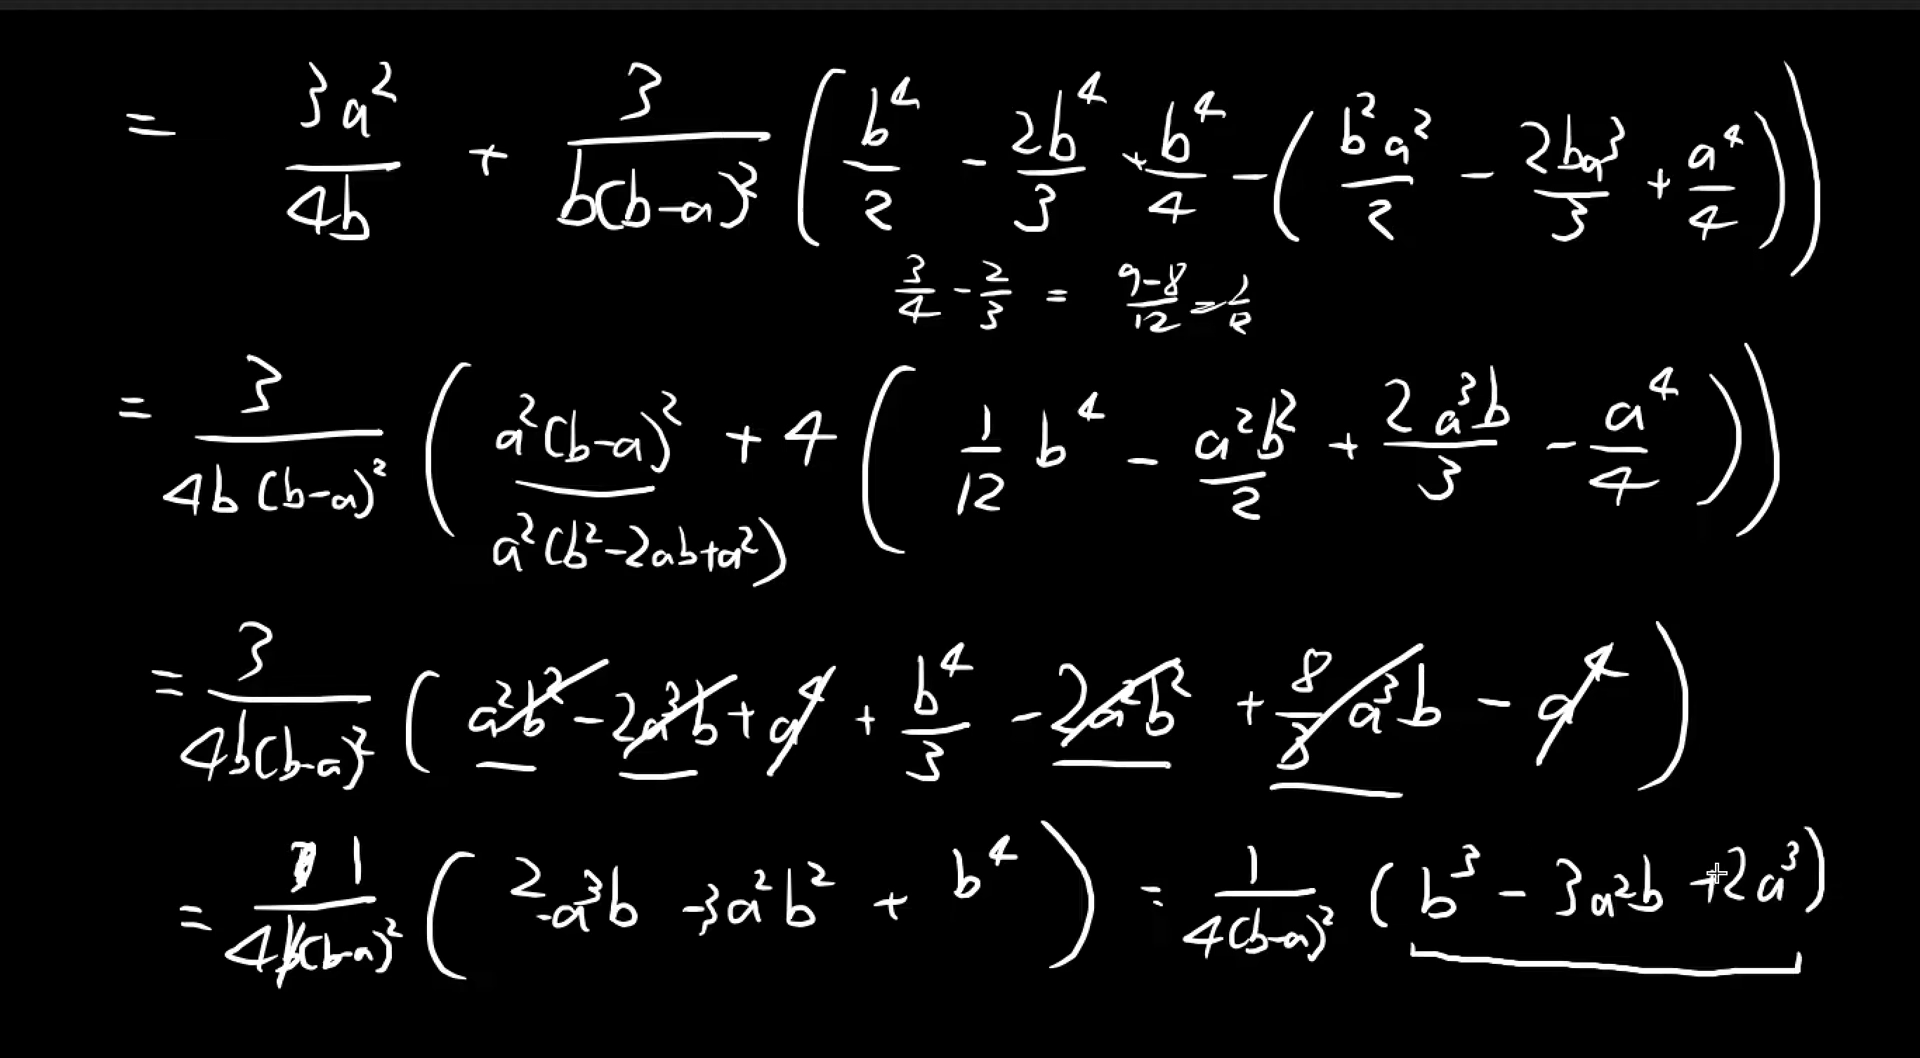 = 3a²/4b + 3/(b(b-a)²) (b⁴/2 - 2b⁴/3 + b⁴/4 - (b²a²/2 - 2ba³/3 + a⁴/4))
3/4 - 2/3 = (9-8)/12 = 1/12
= 3/(4b(b-a)²) (a²(b-a)² + 4(1/12 b⁴ - a²b²/2 + 2a³b/3 - a⁴/4))
a²(b²-2ab+a²)
= 3/(4b(b-a)²) (a²b² - 2a³b + a⁴ + b⁴/3 - 2a²b² + 8/3 a³b - a⁴)
= 1/(4b(b-a)²) (2a³b - 3a²b² + b⁴) = 1/(4(b-a)²) (b³ - 3a²b + 2a³)